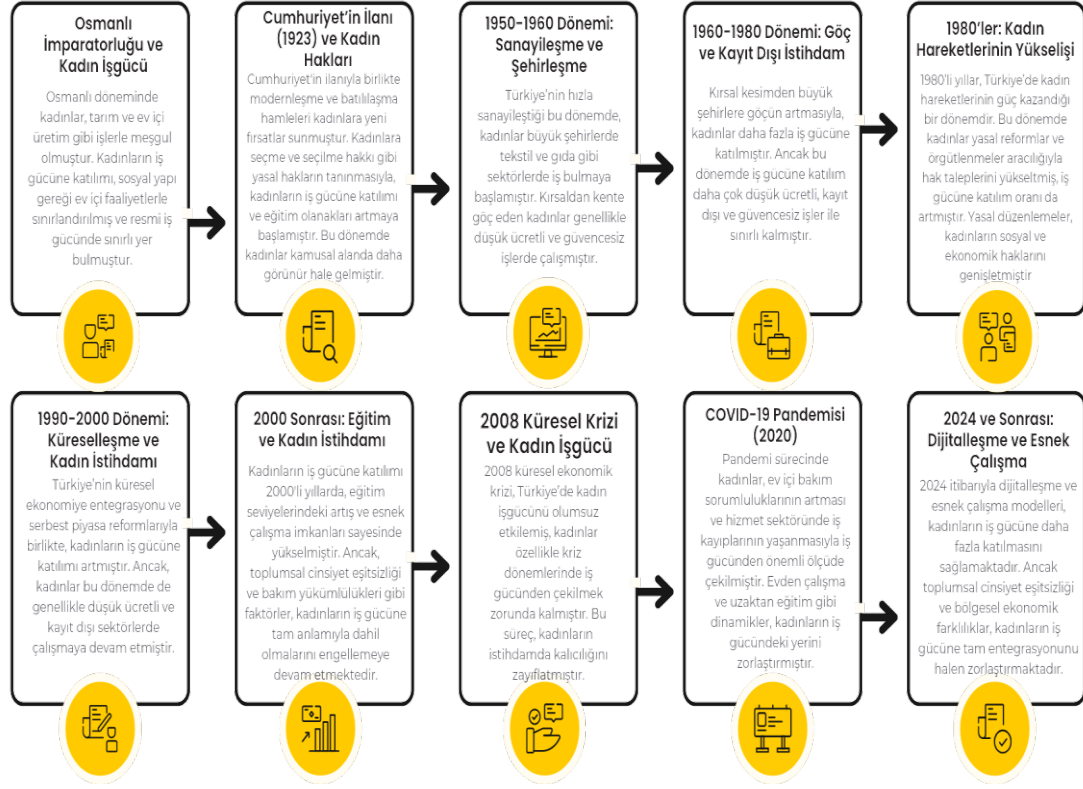 Osmanlı
İmparatorluğu ve
Kadın İşgücü
Osmanlı döneminde
kadınlar, tarım ve ev içi
üretim gibi işlerle meşgul
olmuştur. Kadınların iş
gücüne katılımı, sosyal yapı
gereği ev içi faaliyetlerle
sınırlandırılmış ve resmi iş
gücünde sınırlı yer
bulmuştur.
Cumhuriyet'in İlanı
(1923) ve Kadın
Hakları
Cumhuriyet'in ilanıyla birlikte
modernleşme ve batılılaşma
hamleleri kadınlara yeni
fırsatlar sunmuştur. Kadınlara
seçme ve seçilme hakkı gibi
yasal hakların tanınmasıyla,
kadınların iş gücüne katılımı
ve eğitim olanakları artmaya
başlamıştır. Bu dönemde
kadınlar kamusal alanda daha
görünür hale gelmiştir.
1950-1960 Dönemi:
Sanayileşme ve
Şehirleşme
Türkiye'nin hızla
sanayileştiği bu dönemde,
kadınlar büyük şehirlerde
tekstil ve gıda gibi
sektörlerde iş bulmaya
başlamıştır. Kırsaldan kente
göç eden kadınlar genellikle
düşük ücretli ve güvencesiz
işlerde çalışmıştır.
1960-1980 Dönemi: Göç
ve Kayıt Dışı İstihdam
Kırsal kesimden büyük
şehirlere göçün artmasıyla,
kadınlar daha fazla iş gücüne
katılmıştır. Ancak bu
dönemde iş gücüne katılım
daha çok düşük ücretli, kayıt
dışı ve güvencesiz işler ile
sınırlı kalmıştır.
1980'ler: Kadın
Hareketlerinin Yükselişi
1980'li yıllar, Türkiye'de kadın
hareketlerinin güç kazandığı
bir dönemdir. Bu dönemde
kadınlar yasal reformlar ve
örgütlenmeler aracılığıyla
hak taleplerini yükseltmiş, iş
gücüne katılım oranı da
artmıştır. Yasal düzenlemeler,
kadınların sosyal ve
ekonomik haklarını
genişletmiştir
1990-2000 Dönemi:
Küreselleşme ve
Kadın İstihdamı
Türkiye'nin küresel
ekonomiye entegrasyonu ve
serbest piyasa reformlarıyla
birlikte, kadınların iş gücüne
katılımı artmıştır. Ancak,
kadınlar bu dönemde de
genellikle düşük ücretli ve
kayıt dışı sektörlerde
çalışmaya devam etmiştir.
2000 Sonrası: Eğitim
ve Kadın İstihdamı
Kadınların iş gücüne katılımı
2000'li yıllarda, eğitim
seviyelerindeki artış ve esnek
çalışma imkanları sayesinde
yükselmiştir. Ancak,
toplumsal cinsiyet eşitsizliği
ve bakım yükümlülükleri gibi
faktörler, kadınların iş gücüne
tam anlamıyla dahil
olmalarını engellemeye
devam etmektedir.
2008 Küresel Krizi
ve Kadın İşgücü
2008 küresel ekonomik
krizi, Türkiye'de kadın
işgücünü olumsuz
etkilemiş, kadınlar
özellikle kriz
dönemlerinde iş
gücünden çekilmek
zorunda kalmıştır. Bu
süreç, kadınların
istihdamda kalıcılığını
zayıflatmıştır.
COVID-19 Pandemisi
(2020)
Pandemi sürecinde
kadınlar, ev içi bakım
sorumluluklarının artması
ve hizmet sektöründe iş
kayıplarının yaşanmasıyla iş
gücünden önemli ölçüde
çekilmiştir. Evden çalışma
ve uzaktan eğitim gibi
dinamikler, kadınların iş
gücündeki yerini
zorlaştırmıştır.
2024 ve Sonrası:
Dijitalleşme ve Esnek
Çalışma
2024 itibarıyla dijitalleşme ve
esnek çalışma modelleri,
kadınların iş gücüne daha
fazla katılmasını
sağlamaktadır. Ancak
toplumsal cinsiyet eşitsizliği
ve bölgesel ekonomik
farklılıklar, kadınların iş
gücüne tam entegrasyonunu
halen zorlaştırmaktadır.